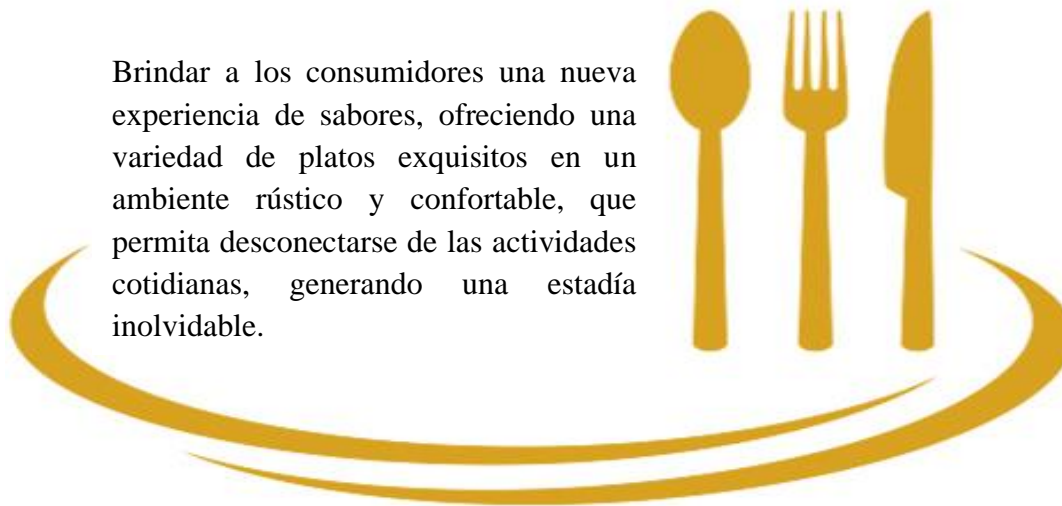 Brindar a los consumidores una nueva
experiencia de sabores, ofreciendo una
variedad de platos exquisitos en un
ambiente rústico y confortable, que
permita desconectarse de las actividades
cotidianas, generando una estadía
inolvidable.